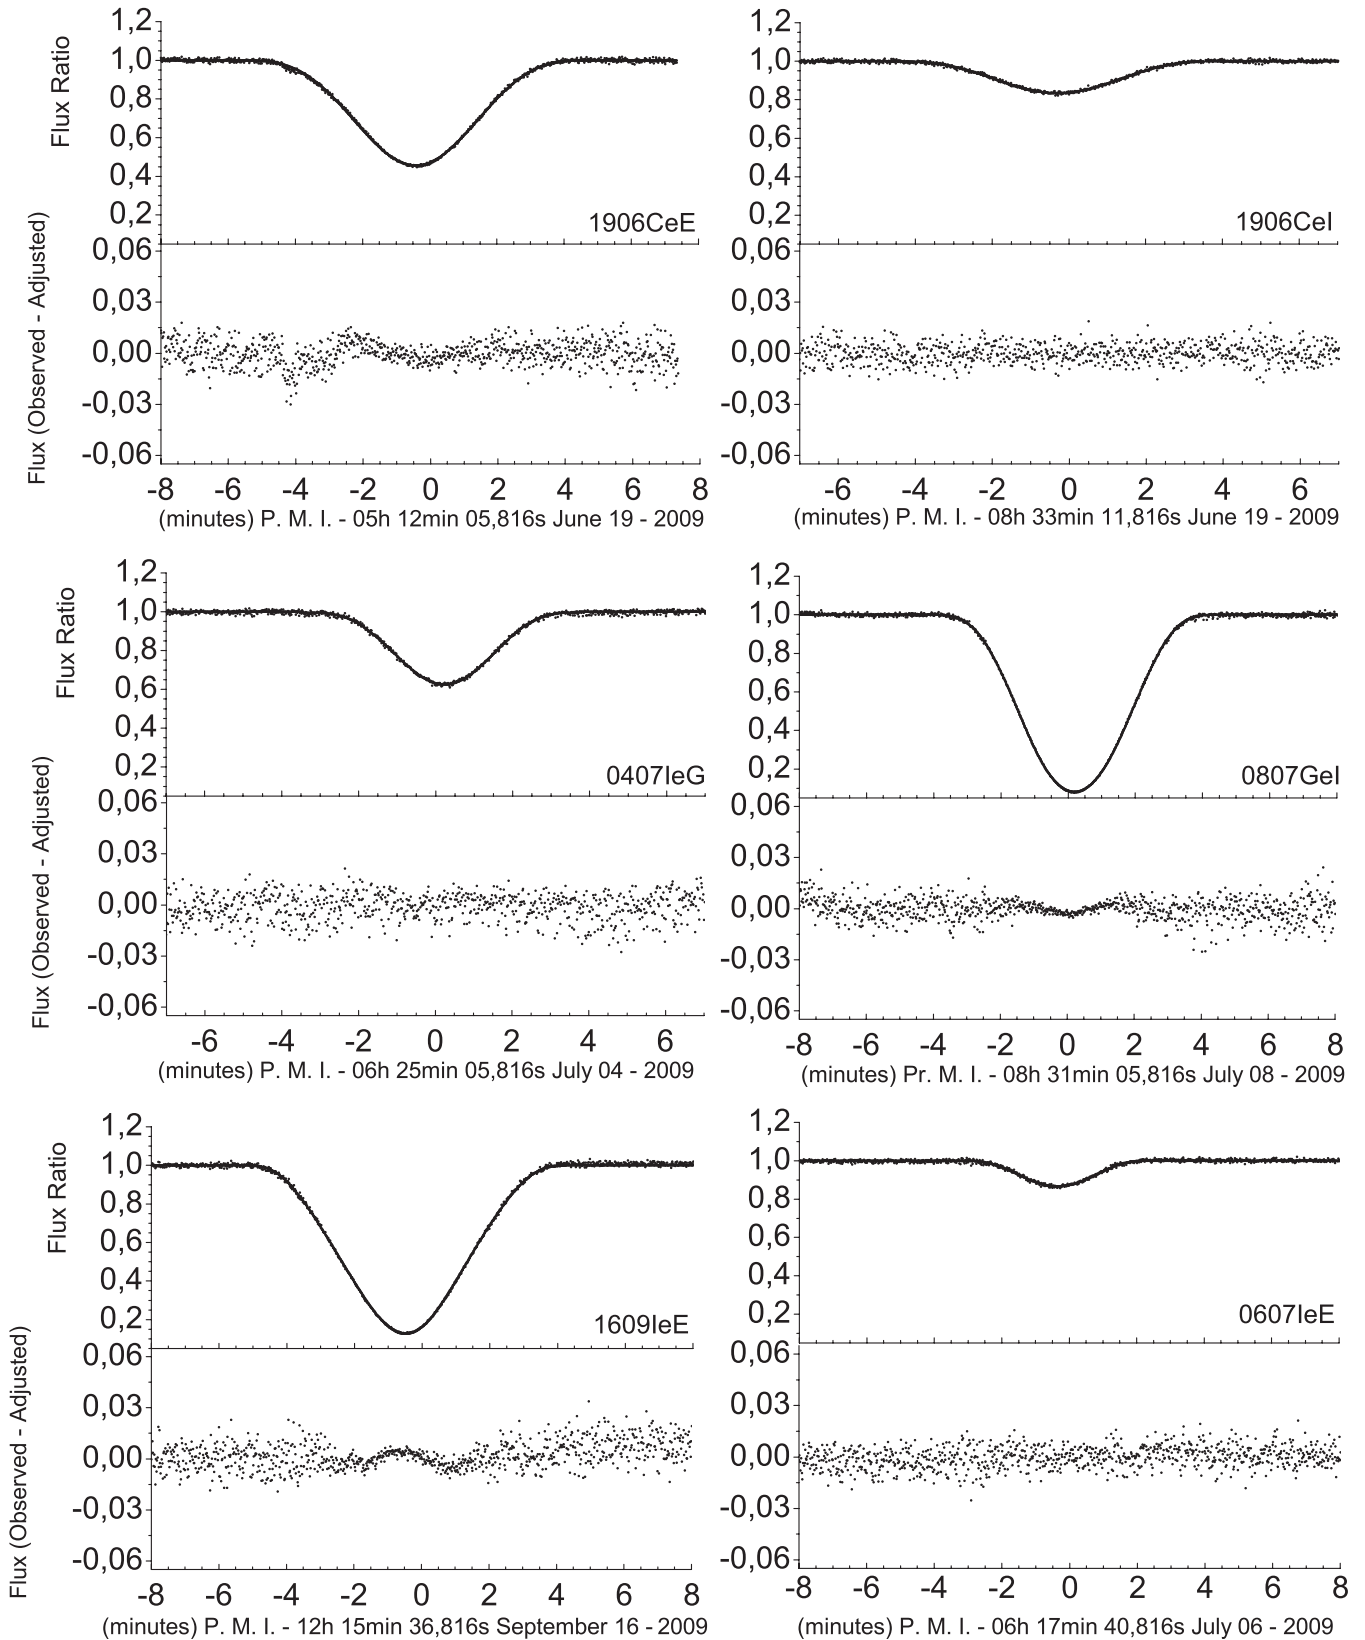 1,2 1,2
1,0 1,0
0,8 0,8
0,6 0,6
0,4 0,4
0,2 0,2
Flux Ratio
1906CeE 1906CeI
0,06 0,06
0,03 0,03
0,00 0,00
-0,03 -0,03
-0,06 -0,06
Flux (Observed - Adjusted)
-8 -6 -4 -2 0 2 4 6 8 -6 -4 -2 0 2 4 6
(minutes) P. M. I. - 05h 12min 05,816s June 19 - 2009 (minutes) P. M. I. - 08h 33min 11,816s June 19 - 2009
1,2 1,2
1,0 1,0
0,8 0,8
0,6 0,6
0,4 0,4
0,2 0,2
Flux Ratio
0407IeG 0807GeI
0,06 0,06
0,03 0,03
0,00 0,00
-0,03 -0,03
-0,06 -0,06
Flux (Observed - Adjusted)
-6 -4 -2 0 2 4 6 -8 -6 -4 -2 0 2 4 6 8
(minutes) P. M. I. - 06h 25min 05,816s July 04 - 2009 (minutes) Pr. M. I. - 08h 31min 05,816s July 08 - 2009
1,2 1,2
1,0 1,0
0,8 0,8
0,6 0,6
0,4 0,4
0,2 0,2
Flux Ratio
1609IeE 0607IeE
0,06 0,06
0,03 0,03
0,00 0,00
-0,03 -0,03
-0,06 -0,06
Flux (Observed - Adjusted)
-8 -6 -4 -2 0 2 4 6 8 -8 -6 -4 -2 0 2 4 6 8
(minutes) P. M. I. - 12h 15min 36,816s September 16 - 2009 (minutes) P. M. I. - 06h 17min 40,816s July 06 - 2009